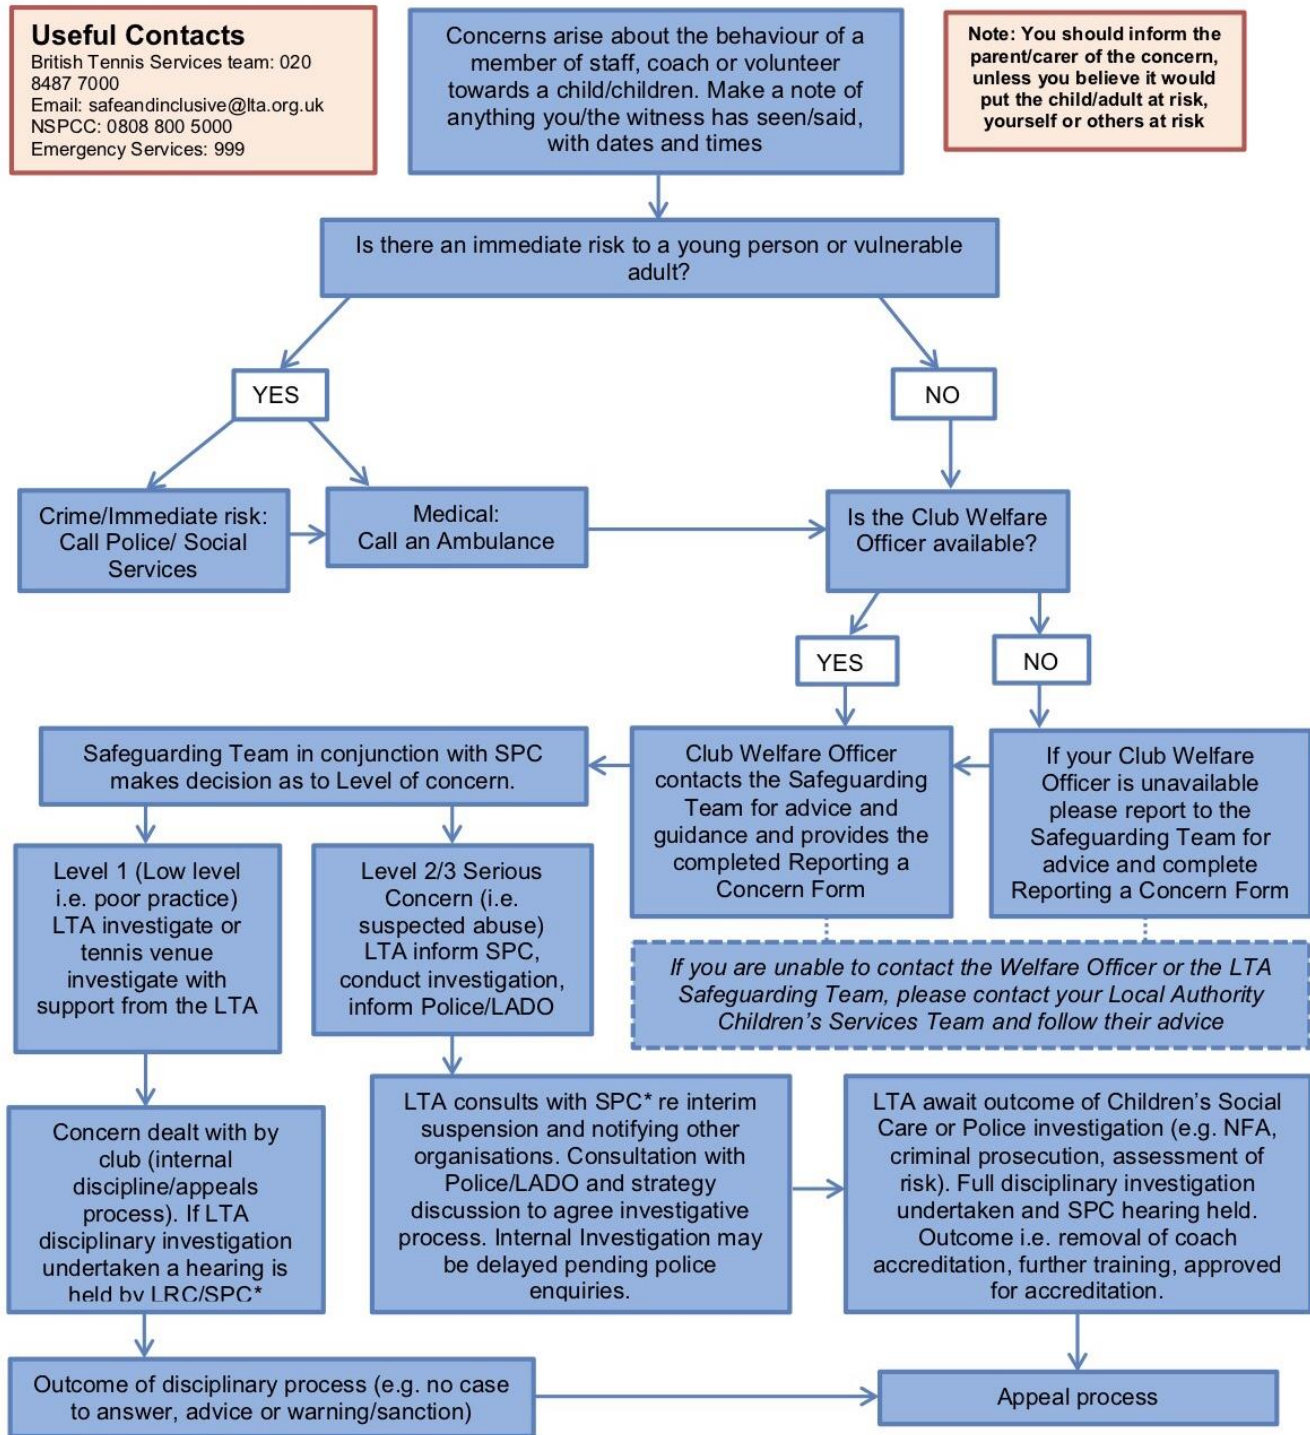 Useful Contacts
British Tennis Services team: 020
8487 7000
Email: safeandinclusive@lta.org.uk
NSPCC: 0808 800 5000
Emergency Services: 999
Concerns arise about the behaviour of a
member of staff, coach or volunteer
towards a child/children. Make a note of
anything you/the witness has seen/said,
with dates and times
Note: You should inform the
parent/carer of the concern,
unless you believe it would
put the child/adult at risk,
yourself or others at risk
Is there an immediate risk to a young person or vulnerable
adult?
YES
NO
Crime/Immediate risk:
Call Police/ Social
Services
Medical:
Call an Ambulance
Is the Club Welfare
Officer available?
YES
NO
Safeguarding Team in conjunction with SPC
makes decision as to Level of concern.
Club Welfare Officer
contacts the Safeguarding
Team for advice and
guidance and provides the
completed Reporting a
Concern Form
If your Club Welfare
Officer is unavailable
please report to the
Safeguarding Team for
advice and complete
Reporting a Concern Form
Level 1 (Low level
i.e. poor practice)
LTA investigate or
tennis venue
investigate with
support from the LTA
Level 2/3 Serious
Concern (i.e.
suspected abuse)
LTA inform SPC,
conduct investigation,
inform Police/LADO
If you are unable to contact the Welfare Officer or the LTA
Safeguarding Team, please contact your Local Authority
Children's Services Team and follow their advice
Concern dealt with by
club (internal
discipline/appeals
process). If LTA
disciplinary investigation
undertaken a hearing is
held by LRC/SPC*
LTA consults with SPC* re interim
suspension and notifying other
organisations. Consultation with
Police/LADO and strategy
discussion to agree investigative
process. Internal Investigation may
be delayed pending police
enquiries.
LTA await outcome of Children's Social
Care or Police investigation (e.g. NFA,
criminal prosecution, assessment of
risk). Full disciplinary investigation
undertaken and SPC hearing held.
Outcome i.e. removal of coach
accreditation, further training, approved
for accreditation.
Outcome of disciplinary process (e.g. no case
to answer, advice or warning/sanction)
Appeal process